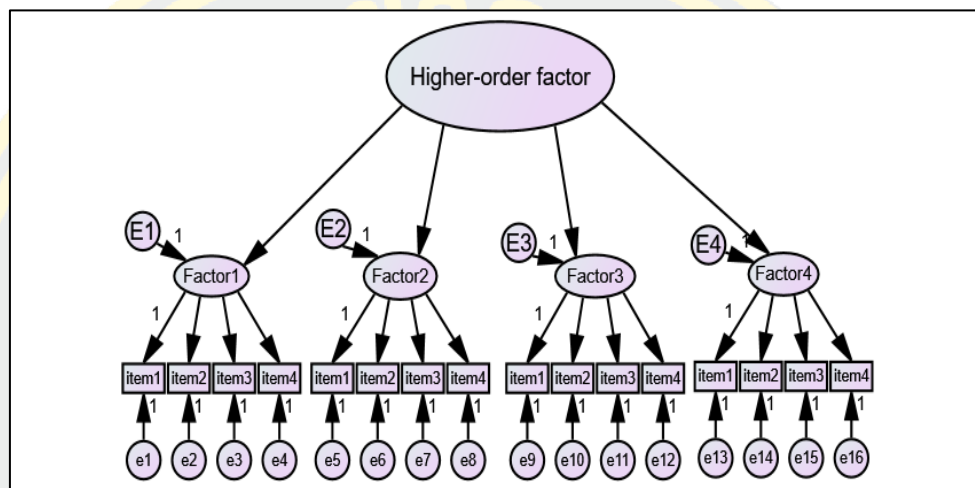 Higher-order factor
E1 1 E2 1 E3 1 E4 1
Factor1 Factor2 Factor3 Factor4
1 1 1 1
item1 item2 item3 item4 item1 item2 item3 item4 item1 item2 item3 item4 item1 item2 item3 item4
1 1 1 1 1 1 1 1 1 1 1 1 1 1 1 1
e1 e2 e3 e4 e5 e6 e7 e8 e9 e10 e11 e12 e13 e14 e15 e16